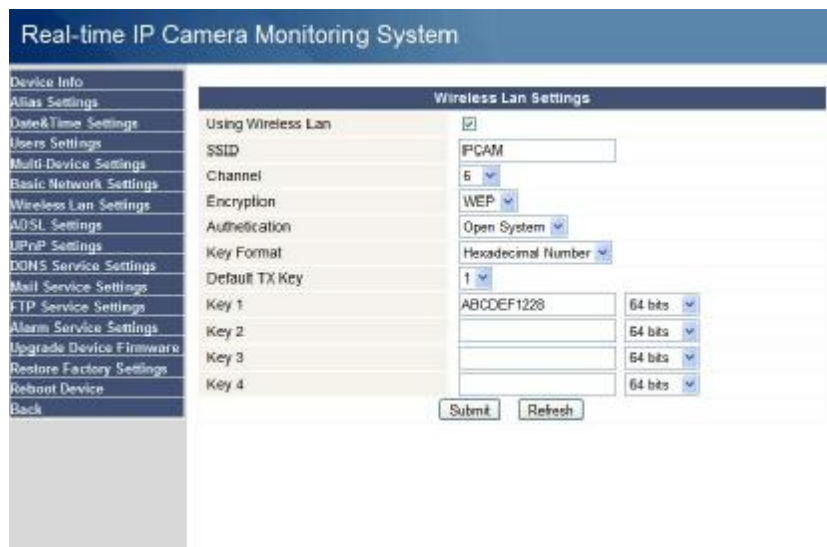 Real-time IP Camera Monitoring System
Device Info
Alias Settings
Date&Time Settings
Users Settings
Multi-Device Settings
Basic Network Settings
Wireless Lan Settings
ADSL Settings
UPnP Settings
DDNS Service Settings
Mail Service Settings
FTP Service Settings
Alarm Service Settings
Upgrade Device Firmware
Restore Factory Settings
Reboot Device
Back
Wireless Lan Settings
Using Wireless Lan
SSID IPCAM
Channel 6
Encryption WEP
Authetication Open System
Key Format Hexadecimal Number
Default TX Key 1
Key 1 ABCDEF1228 64 bits
Key 2 64 bits
Key 3 64 bits
Key 4 64 bits
Submit Refresh